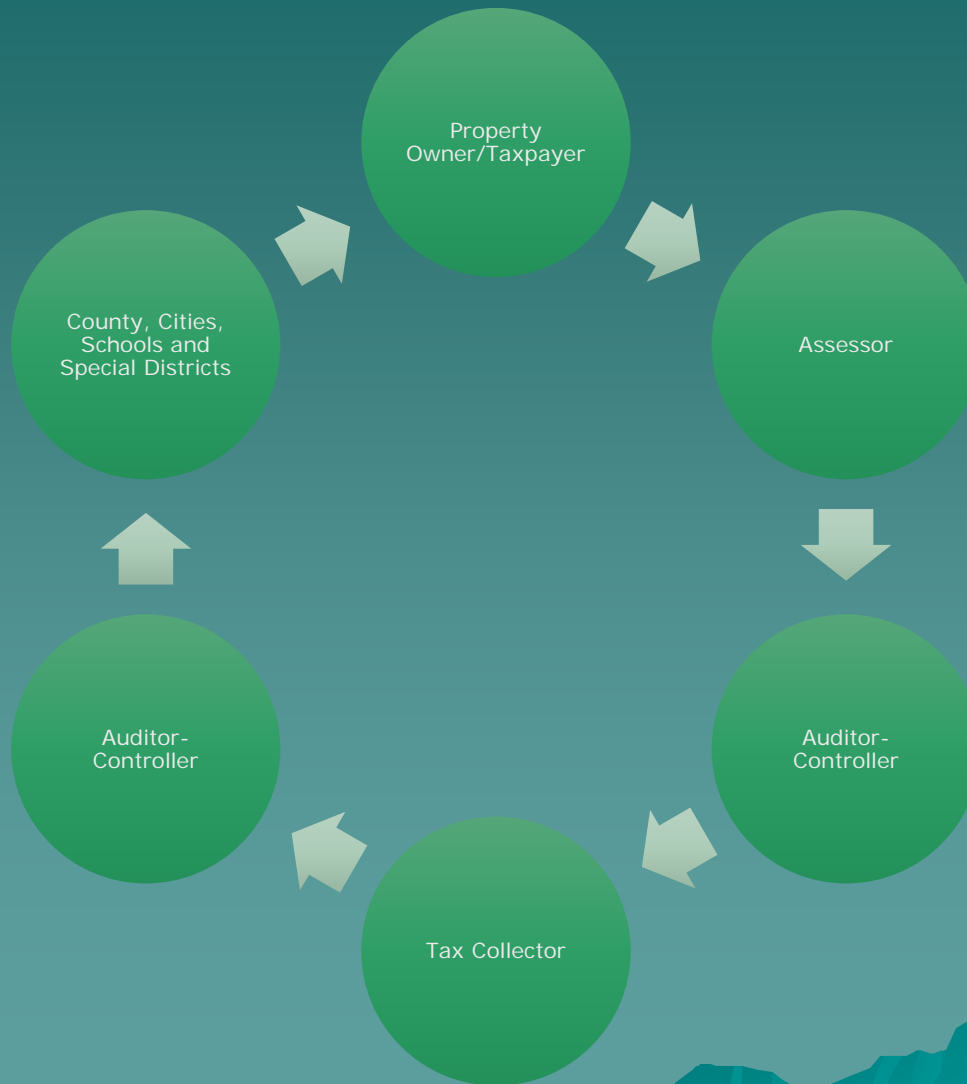 Property
Owner/Taxpayer
Assessor
Auditor-
Controller
Tax Collector
Auditor-
Controller
County, Cities,
Schools and
Special Districts